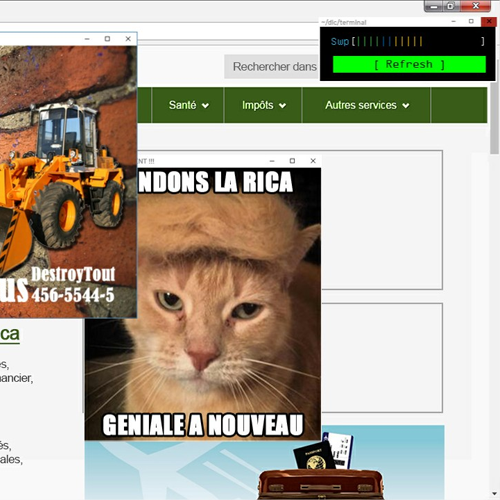 ~/dic/terminal
Swp[||||||||||| ]
[ Refresh ]
Rechercher dans
Santé
Impôts
Autres services
NT !!!
NDONS LA RICA
DestroyTout
us 456-5544-5
GENIALE A NOUVEAU
ca
s,
ancier,
és,
ales,
PASSPORT